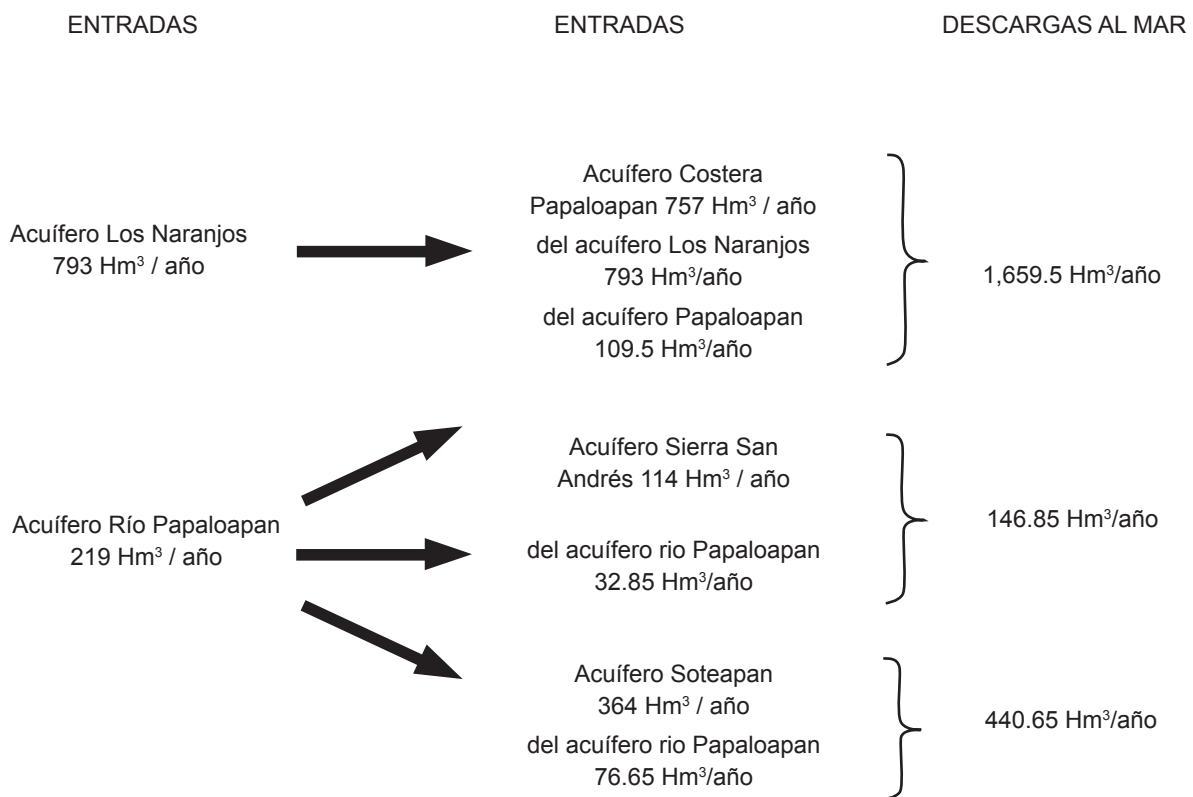 ENTRADAS
ENTRADAS
DESCARGAS AL MAR
Acuífero Los Naranjos
793 Hm³ / año
Acuífero Costera
Papaloapan 757 Hm³ / año
del acuífero Los Naranjos
793 Hm³/año
del acuífero Papaloapan
109.5 Hm³/año
1,659.5 Hm³/año
Acuífero Río Papaloapan
219 Hm³ / año
Acuífero Sierra San
Andrés 114 Hm³ / año
del acuífero rio Papaloapan
32.85 Hm³/año
146.85 Hm³/año
Acuífero Soteapan
364 Hm³ / año
del acuífero rio Papaloapan
76.65 Hm³/año
440.65 Hm³/año